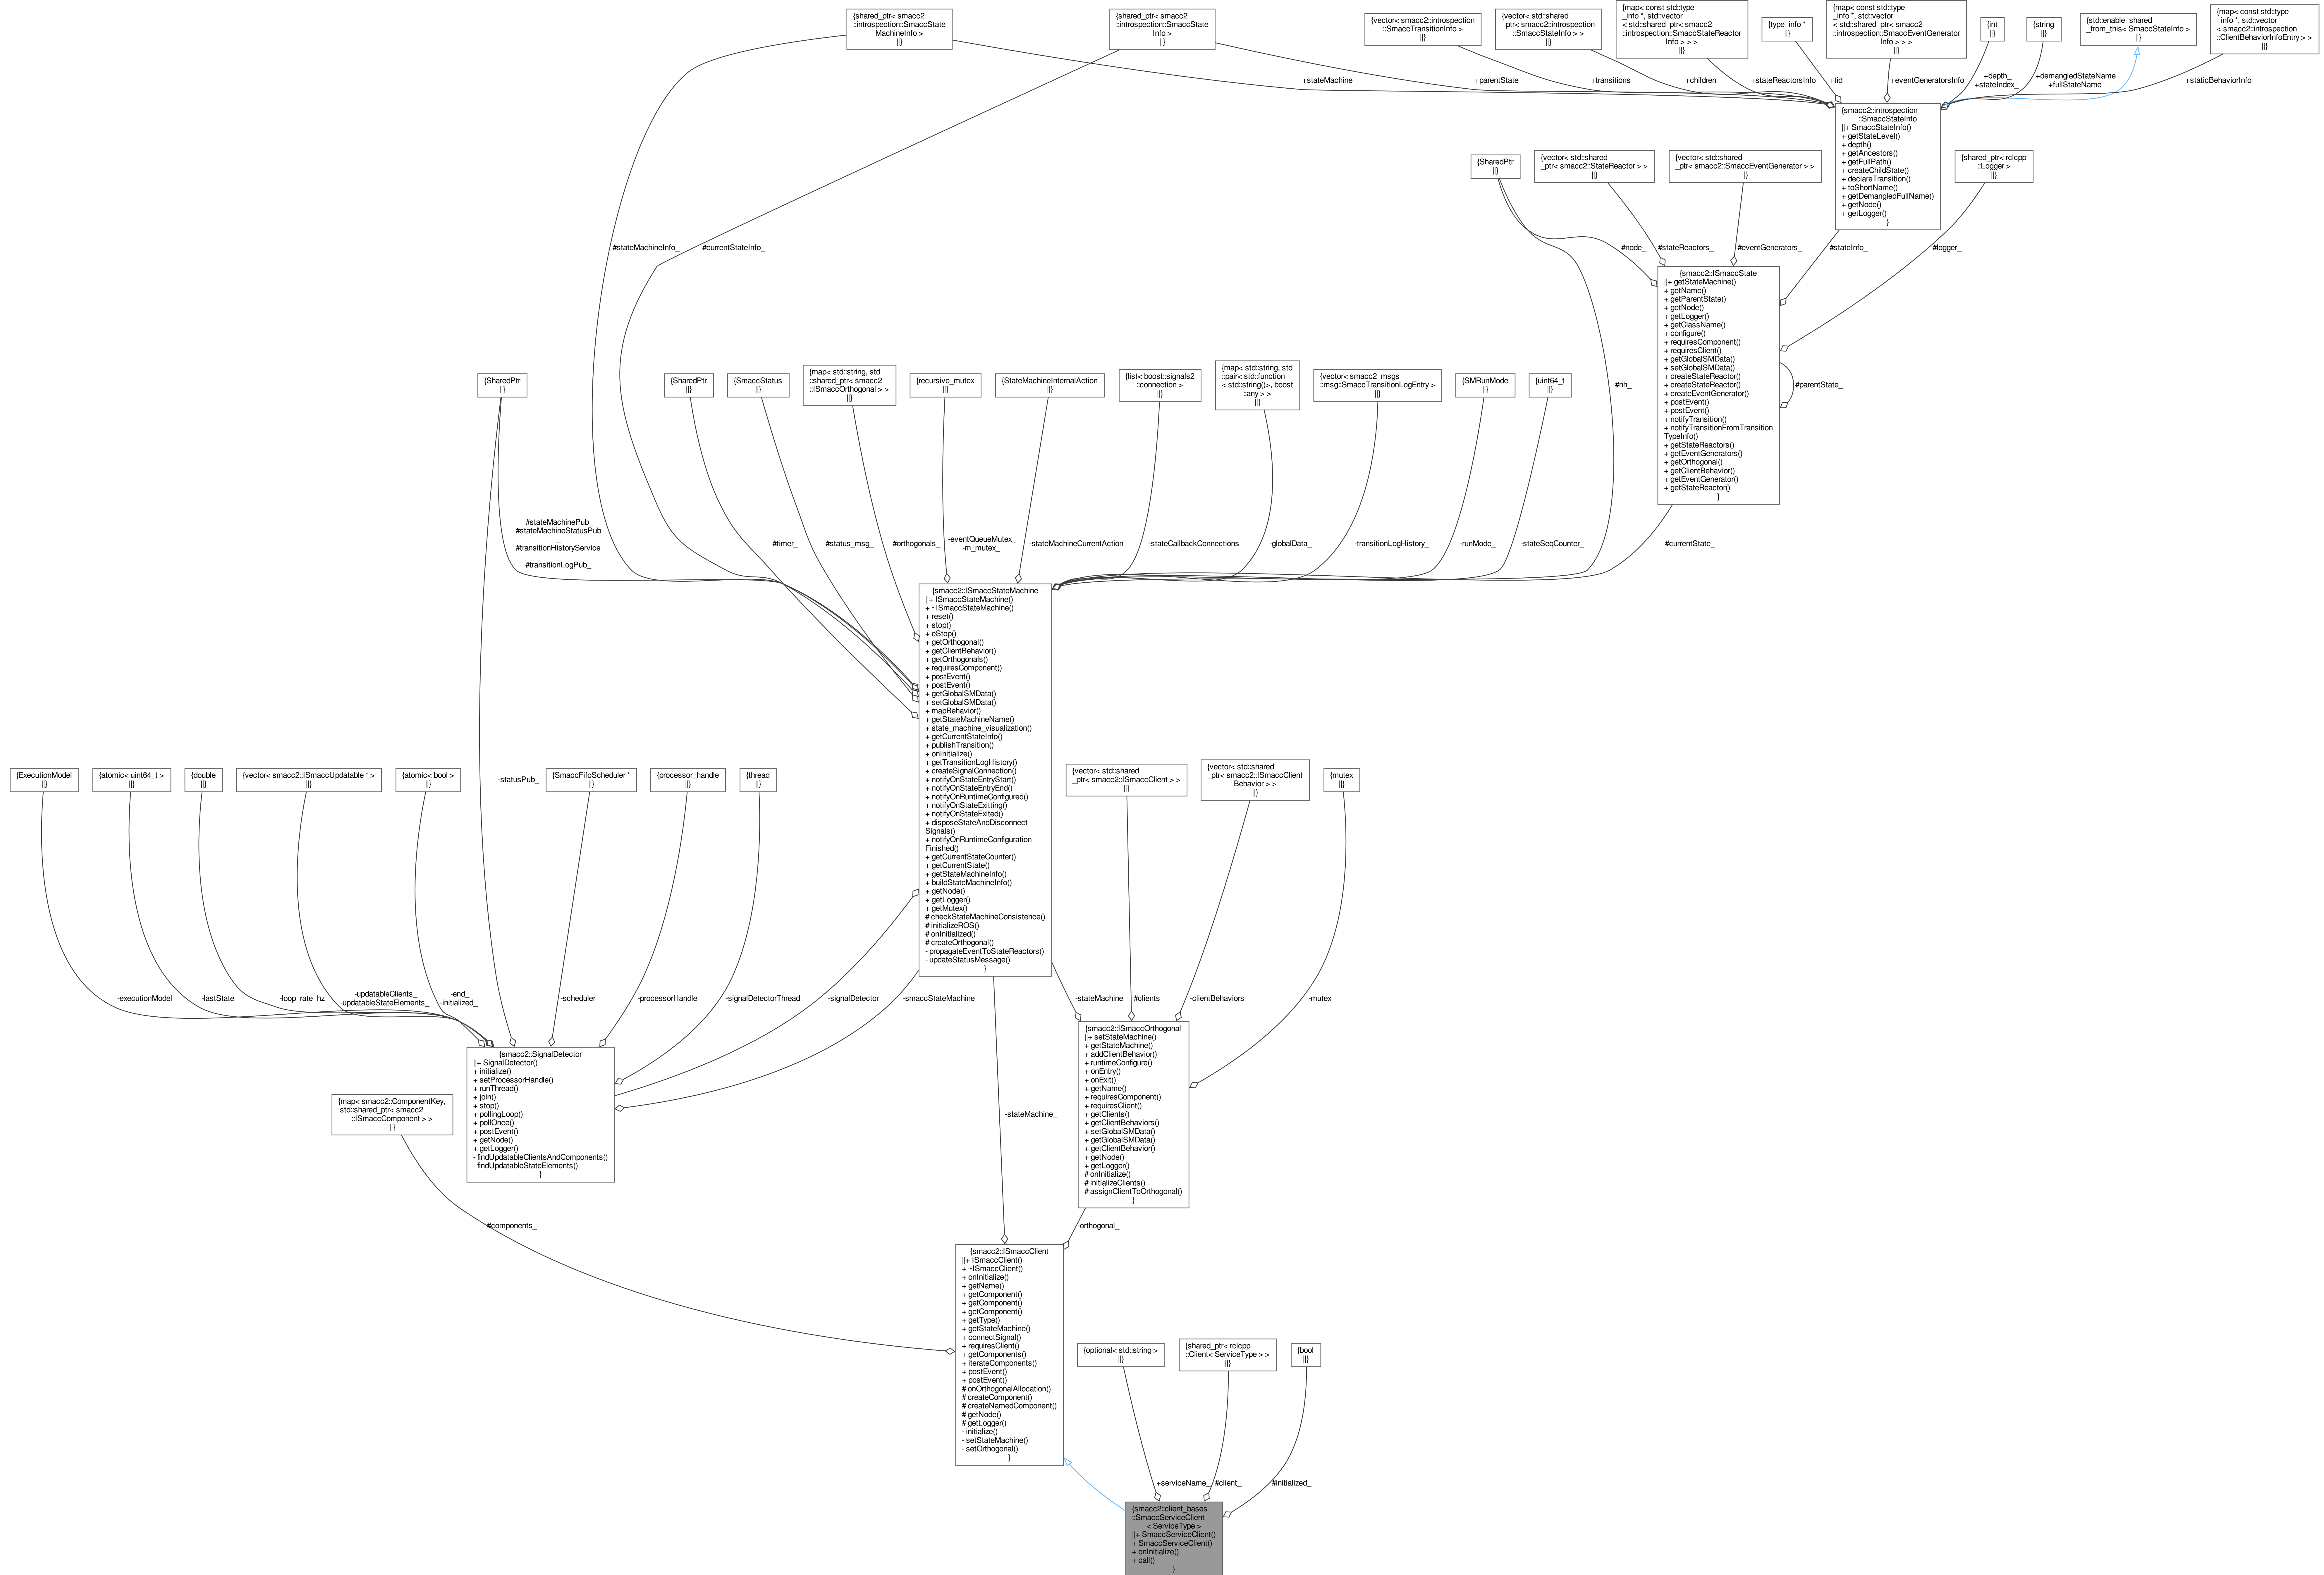 {shared_ptr< smacc2
::introspection::SmaccState
MachineInfo >
||}
{shared_ptr< smacc2
::introspection::SmaccState
Info >
||}
{vector< smacc2::introspection
::SmaccTransitionInfo >
||}
{vector< std::shared
_ptr< smacc2::introspection
::SmaccStateInfo > >
||}
{map< const std::type
_info *, std::vector
< std::shared_ptr< smacc2
::introspection::SmaccStateReactor
Info > > >
||}
{type_info *
||}
{map< const std::type
_info *, std::vector
< std::shared_ptr< smacc2
::introspection::SmaccEventGenerator
Info > > >
||}
{int
||}
{string
||}
{std::enable_shared
_from_this< SmaccStateInfo >
||}
{map< const std::type
_info *, std::vector
< smacc2::introspection
::ClientBehaviorInfoEntry > >
||}
+stateMachine_
+parentState_
+transitions_
+children_
+stateReactorsInfo
+tid_
+eventGeneratorsInfo
+depth_
+stateIndex_
+demangledStateName
+fullStateName
+staticBehaviorInfo
{smacc2::introspection
::SmaccStateInfo
||+ SmaccStateInfo()
+ getStateLevel()
+ depth()
+ getAncestors()
+ getFullPath()
+ createChildState()
+ declareTransition()
+ toShortName()
+ getDemangledFullName()
+ getNode()
+ getLogger()
}
{SharedPtr
||}
{vector< std::shared
_ptr< smacc2::StateReactor > >
||}
{vector< std::shared
_ptr< smacc2::SmaccEventGenerator > >
||}
{shared_ptr< rclcpp
::Logger >
||}
#stateMachineInfo_
#currentStateInfo_
#node_
#stateReactors_
#eventGenerators_
#stateInfo_
#logger_
{smacc2::ISmaccState
||+ getStateMachine()
+ getName()
+ getParentState()
+ getNode()
+ getLogger()
+ getClassName()
+ configure()
+ requiresComponent()
+ requiresClient()
+ getGlobalSMData()
+ setGlobalSMData()
+ createStateReactor()
+ createStateReactor()
+ createEventGenerator()
+ postEvent()
+ postEvent()
+ notifyTransition()
+ notifyTransitionFromTransition
TypeInfo()
+ getStateReactors()
+ getEventGenerators()
+ getOrthogonal()
+ getClientBehavior()
+ getEventGenerator()
+ getStateReactor()
}
#parentState_
{SharedPtr
||}
{SharedPtr
||}
{SmaccStatus
||}
{map< std::string, std
::shared_ptr< smacc2
::ISmaccOrthogonal > >
||}
{recursive_mutex
||}
{StateMachineInternalAction
||}
{list< boost::signals2
::connection >
||}
{map< std::string, std
::pair< std::function
< std::string()>, boost
::any > >
||}
{vector< smacc2_msgs
::msg::SmaccTransitionLogEntry >
||}
{SMRunMode
||}
{uint64_t
||}
#nh_
#stateMachinePub_
#stateMachineStatusPub
_
#transitionHistoryService
_
#transitionLogPub_
#timer_
#status_msg_
#orthogonals_
-eventQueueMutex_
-m_mutex_
-stateMachineCurrentAction
-stateCallbackConnections
-globalData_
-transitionLogHistory_
-runMode_
-stateSeqCounter_
#currentState_
{smacc2::ISmaccStateMachine
||+ ISmaccStateMachine()
+ ~ISmaccStateMachine()
+ reset()
+ stop()
+ eStop()
+ getOrthogonal()
+ getClientBehavior()
+ getOrthogonals()
+ requiresComponent()
+ postEvent()
+ postEvent()
+ getGlobalSMData()
+ setGlobalSMData()
+ mapBehavior()
+ getStateMachineName()
+ state_machine_visualization()
+ getCurrentStateInfo()
+ publishTransition()
+ onInitialize()
+ getTransitionLogHistory()
+ createSignalConnection()
+ notifyOnStateEntryStart()
+ notifyOnStateEntryEnd()
+ notifyOnRuntimeConfigured()
+ notifyOnStateExitting()
+ notifyOnStateExited()
+ disposeStateAndDisconnect
Signals()
+ notifyOnRuntimeConfiguration
Finished()
+ getCurrentStateCounter()
+ getCurrentState()
+ getStateMachineInfo()
+ buildStateMachineInfo()
+ getNode()
+ getLogger()
+ getMutex()
# checkStateMachineConsistence()
# initializeROS()
# onInitialized()
# createOrthogonal()
- propagateEventToStateReactors()
- updateStatusMessage()
}
{ExecutionModel
||}
{atomic< uint64_t >
||}
{double
||}
{vector< smacc2::ISmaccUpdatable * >
||}
{atomic< bool >
||}
-statusPub_
{SmaccFifoScheduler *
||}
{processor_handle
||}
{thread
||}
{vector< std::shared
_ptr< smacc2::ISmaccClient > >
||}
{vector< std::shared
_ptr< smacc2::ISmaccClient
Behavior > >
||}
{mutex
||}
-executionModel_
-lastState_
-loop_rate_hz
-updatableClients_
-updatableStateElements_
-end_
-initialized_
-scheduler_
-processorHandle_
-signalDetectorThread_
-signalDetector_
-smaccStateMachine_
-stateMachine_
#clients_
-clientBehaviors_
-mutex_
{smacc2::SignalDetector
||+ SignalDetector()
+ initialize()
+ setProcessorHandle()
+ runThread()
+ join()
+ stop()
+ pollingLoop()
+ pollOnce()
+ postEvent()
+ getNode()
+ getLogger()
- findUpdatableClientsAndComponents()
- findUpdatableStateElements()
}
{smacc2::ISmaccOrthogonal
||+ setStateMachine()
+ getStateMachine()
+ addClientBehavior()
+ runtimeConfigure()
+ onEntry()
+ onExit()
+ getName()
+ requiresComponent()
+ requiresClient()
+ getClients()
+ getClientBehaviors()
+ setGlobalSMData()
+ getGlobalSMData()
+ getClientBehavior()
+ getNode()
+ getLogger()
# onInitialize()
# initializeClients()
# assignClientToOrthogonal()
}
{map< smacc2::ComponentKey,
std::shared_ptr< smacc2
::ISmaccComponent > >
||}
-stateMachine_
#components_
-orthogonal_
{smacc2::ISmaccClient
||+ ISmaccClient()
+ ~ISmaccClient()
+ onInitialize()
+ getName()
+ getComponent()
+ getComponent()
+ getComponent()
+ getType()
+ getStateMachine()
+ connectSignal()
+ requiresClient()
+ getComponents()
+ iterateComponents()
+ postEvent()
+ postEvent()
# onOrthogonalAllocation()
# createComponent()
# createNamedComponent()
# getNode()
# getLogger()
- initialize()
- setStateMachine()
- setOrthogonal()
}
{optional< std::string >
||}
{shared_ptr< rclcpp
::Client< ServiceType > >
||}
{bool
||}
+serviceName_
#client_
#initialized_
{smacc2::client_bases
::SmaccServiceClient
< ServiceType >
||+ SmaccServiceClient()
+ SmaccServiceClient()
+ onInitialize()
+ call()
}